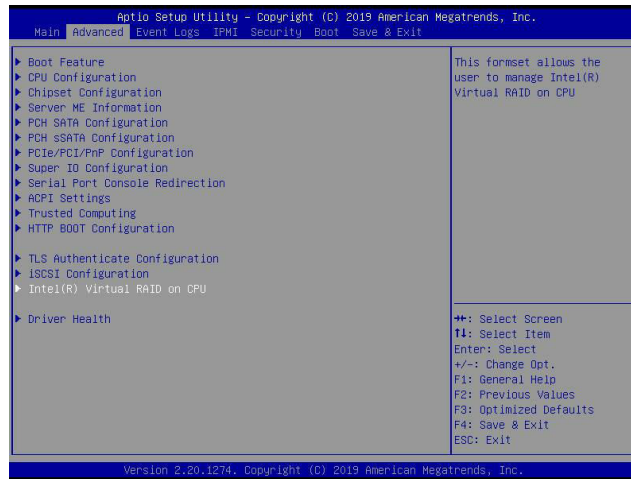 Aptio Setup Utility - Copyright (C) 2019 American Megatrends, Inc.
Main Advanced Event Logs IPMI Security Boot Save & Exit
Boot Feature
CPU Configuration
Chipset Configuration
Server ME Information
PCH SATA Configuration
PCH sSATA Configuration
PCIe/PCI/PnP Configuration
Super IO Configuration
Serial Port Console Redirection
ACPI Settings
Trusted Computing
HTTP BOOT Configuration
TLS Authenticate Configuration
iSCSI Configuration
Intel(R) Virtual RAID on CPU
Driver Health
This formset allows the
user to manage Intel(R)
Virtual RAID on CPU
→←: Select Screen
↑↓: Select Item
Enter: Select
+/-: Change Opt.
F1: General Help
F2: Previous Values
F3: Optimized Defaults
F4: Save & Exit
ESC: Exit
Version 2.20.1274. Copyright (C) 2019 American Megatrends, Inc.